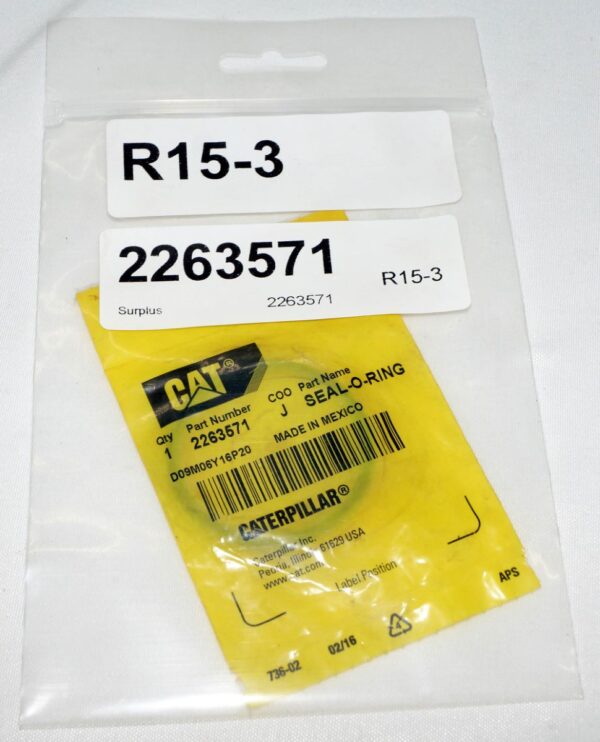 R15-3
2263571 R15-3
Surplus 2263571
CAT®
Qty Part Number COO Part Name
1 2263571 J SEAL-O-RING
D09M06Y16P20 MADE IN MEXICO
CATERPILLAR®
Caterpillar Inc.
Peoria, Illinois 61629 USA
www.cat.com
Label Position
736-02 02/16 4 APS